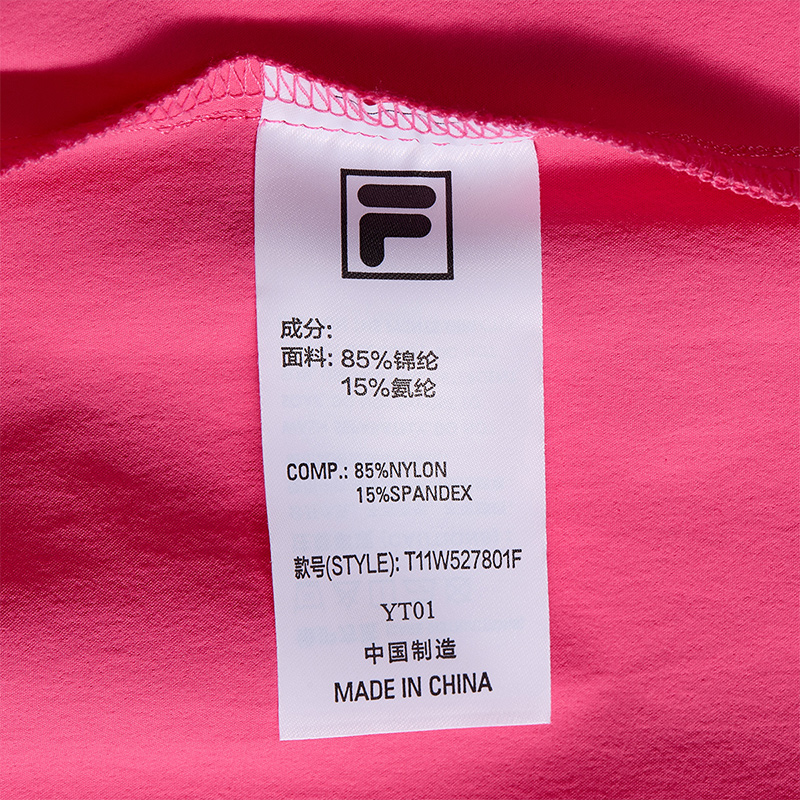 F
成分:
面料: 85%锦纶
15%氨纶
COMP.: 85%NYLON
15%SPANDEX
款号(STYLE): T11W527801F
YT01
中国制造
MADE IN CHINA